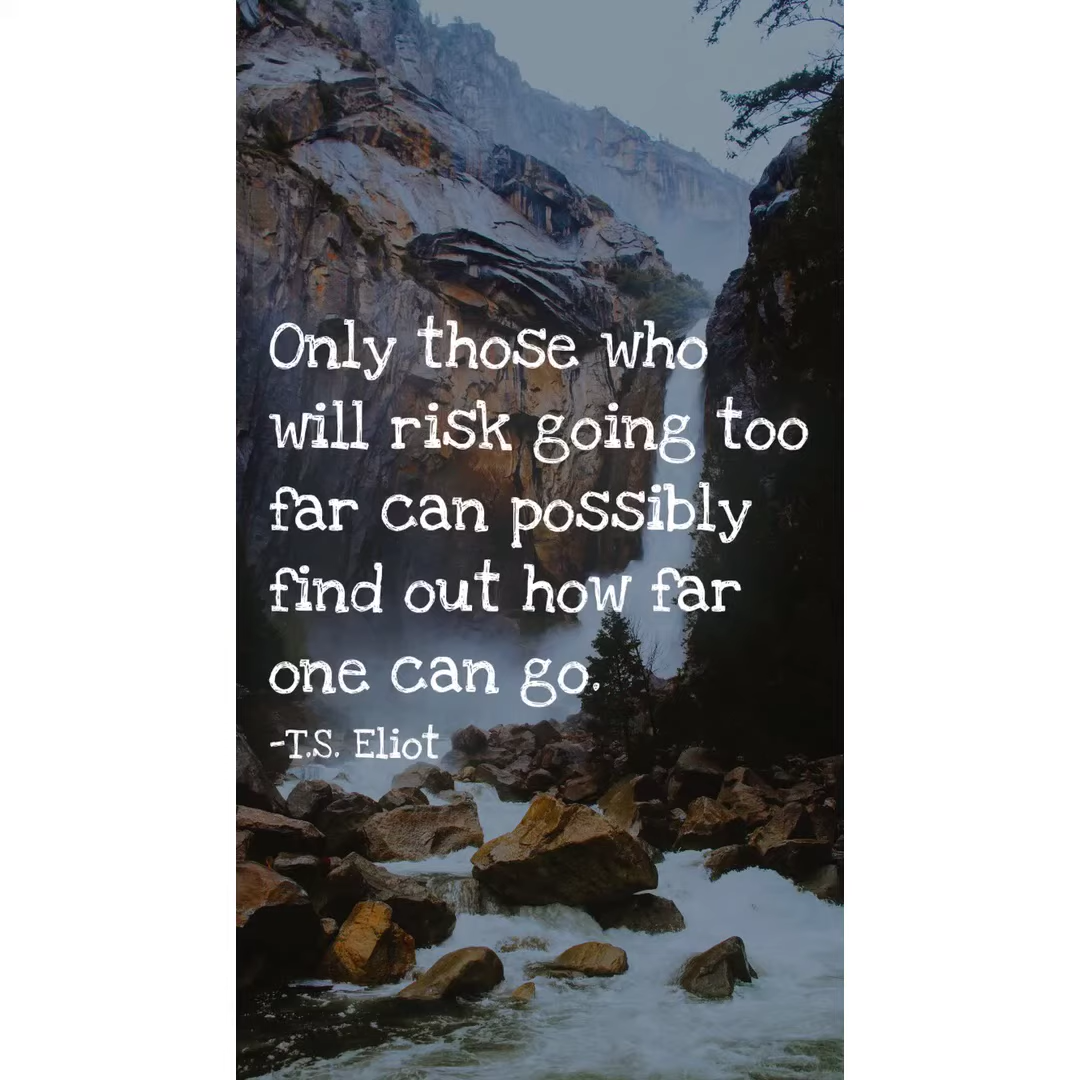 Only those who
will risk going too
far can possibly
find out how far
one can go.
-T.S. Eliot